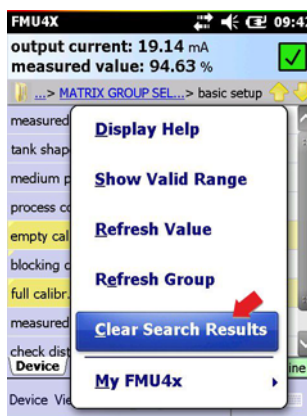 FMU4X 09:42
output current: 19.14 mA
measured value: 94.63 %
...> MATRIX GROUP SEL...> basic setup
measured
tank shap
medium p
process co
empty cal
blocking d
full calibr.
measured
check dist
Display Help
Show Valid Range
Refresh Value
Refresh Group
Clear Search Results
My FMU4x
Device ine
Device Vie